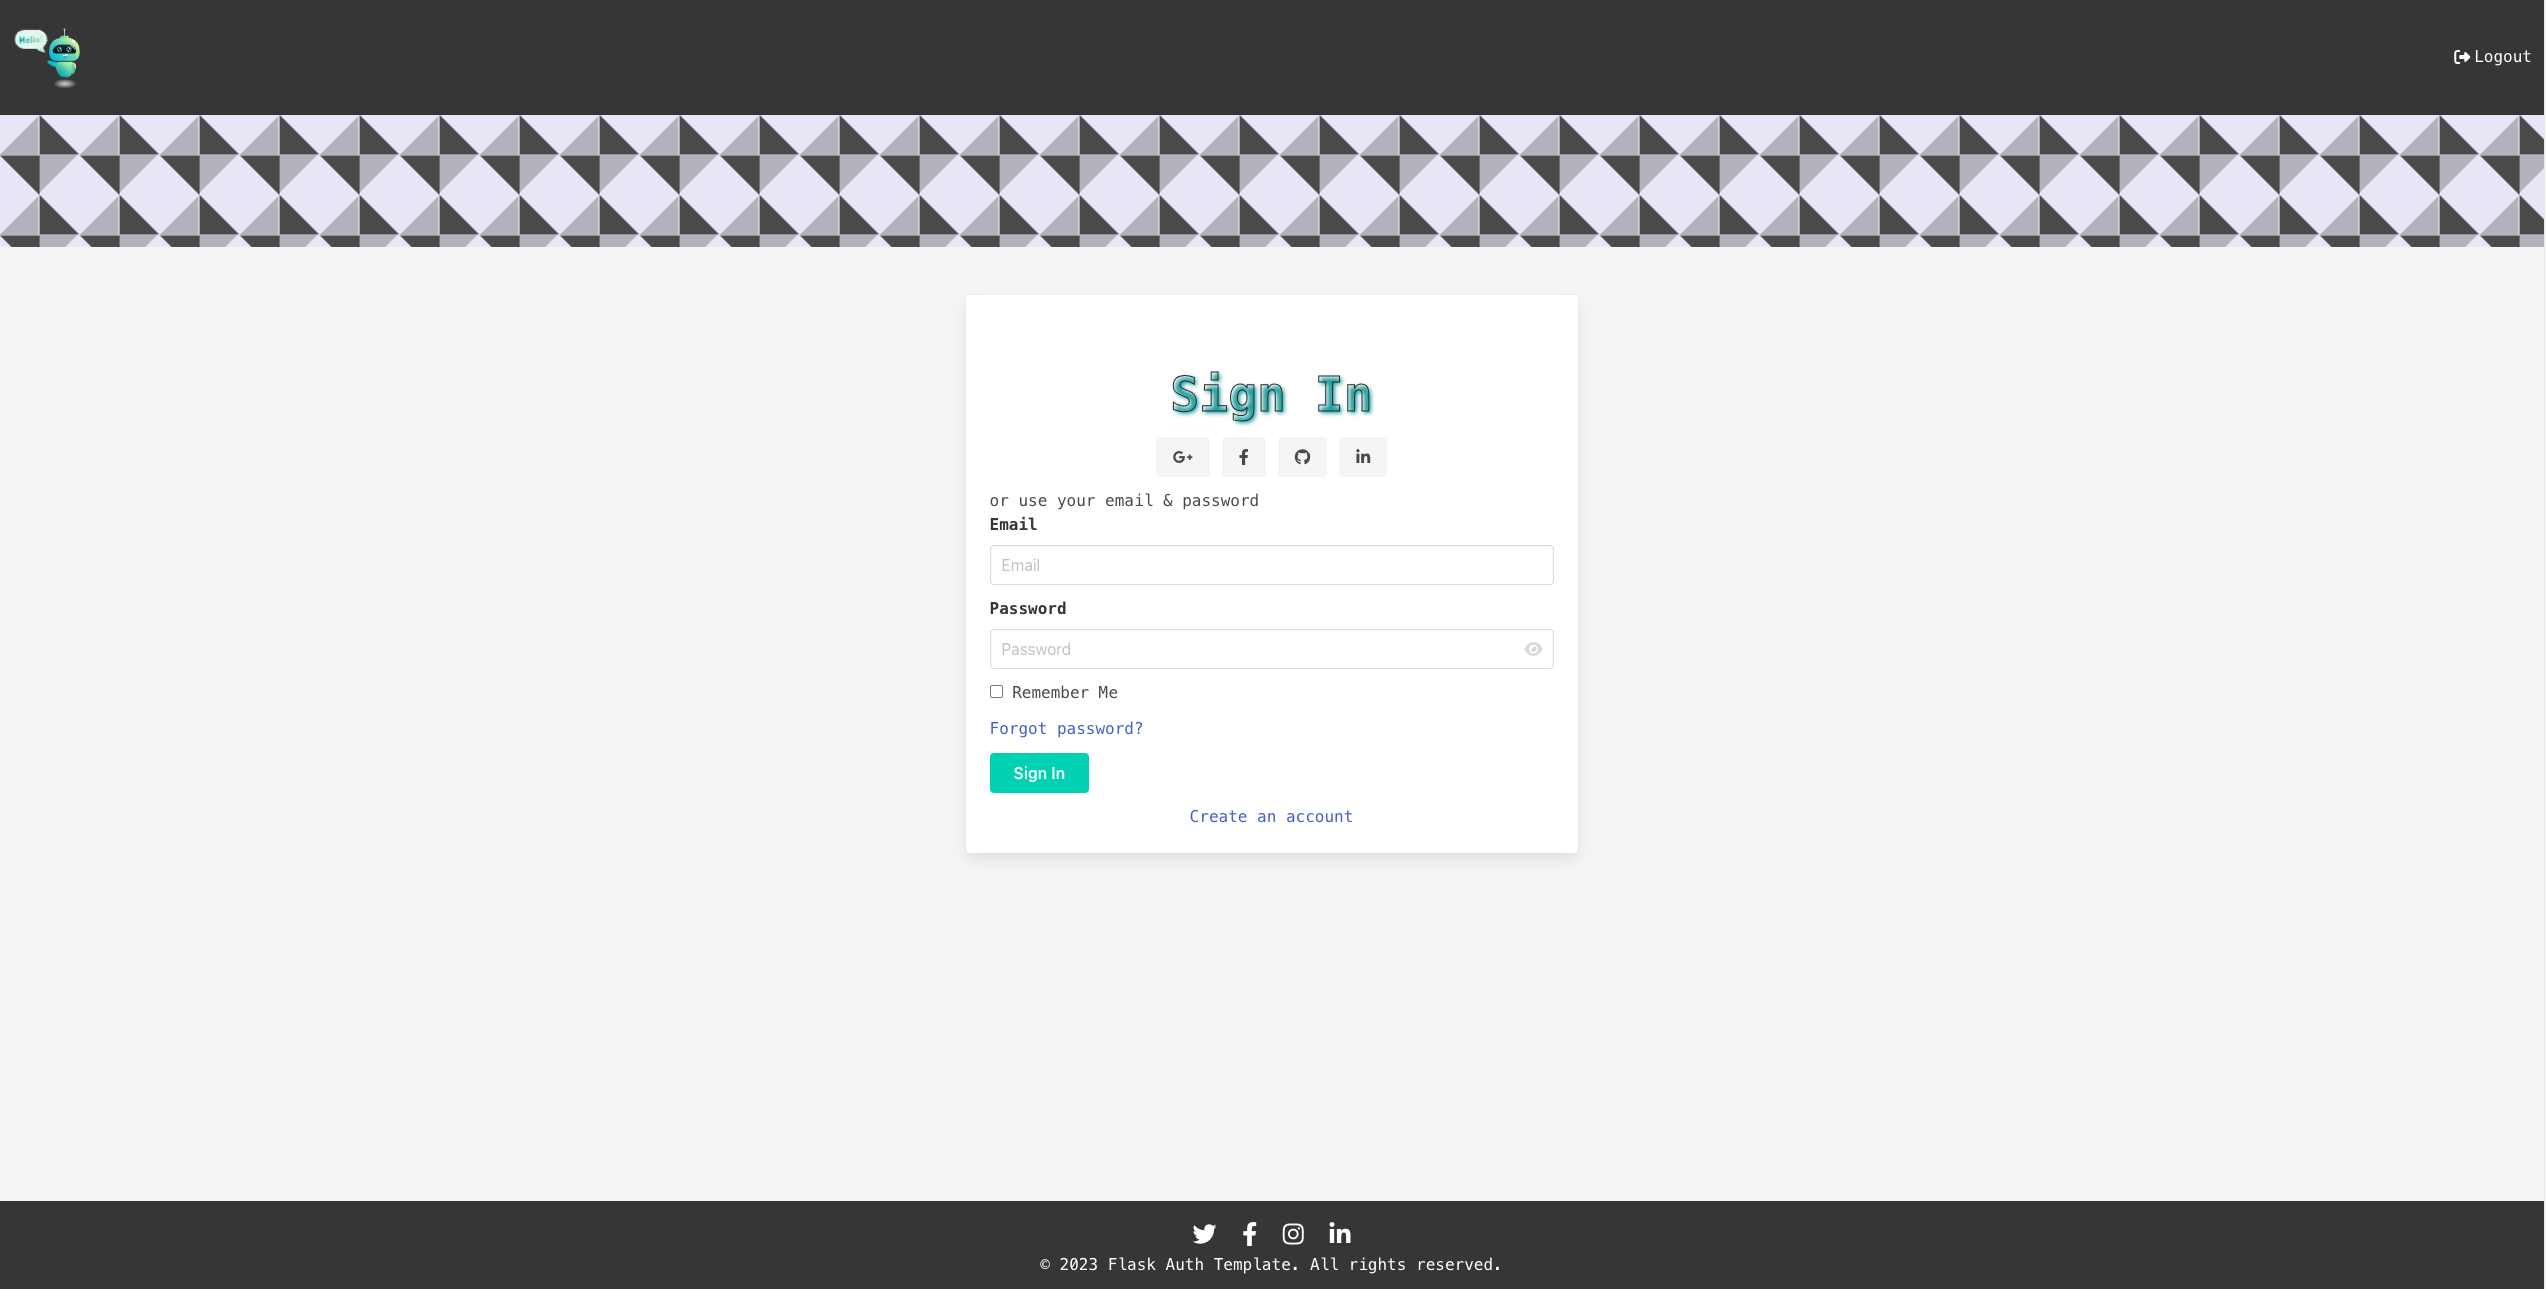 Hello!
Logout
Sign In
G+
or use your email & password
Email
Email
Password
Password
Remember Me
Forgot password?
Sign In
Create an account
© 2023 Flask Auth Template. All rights reserved.